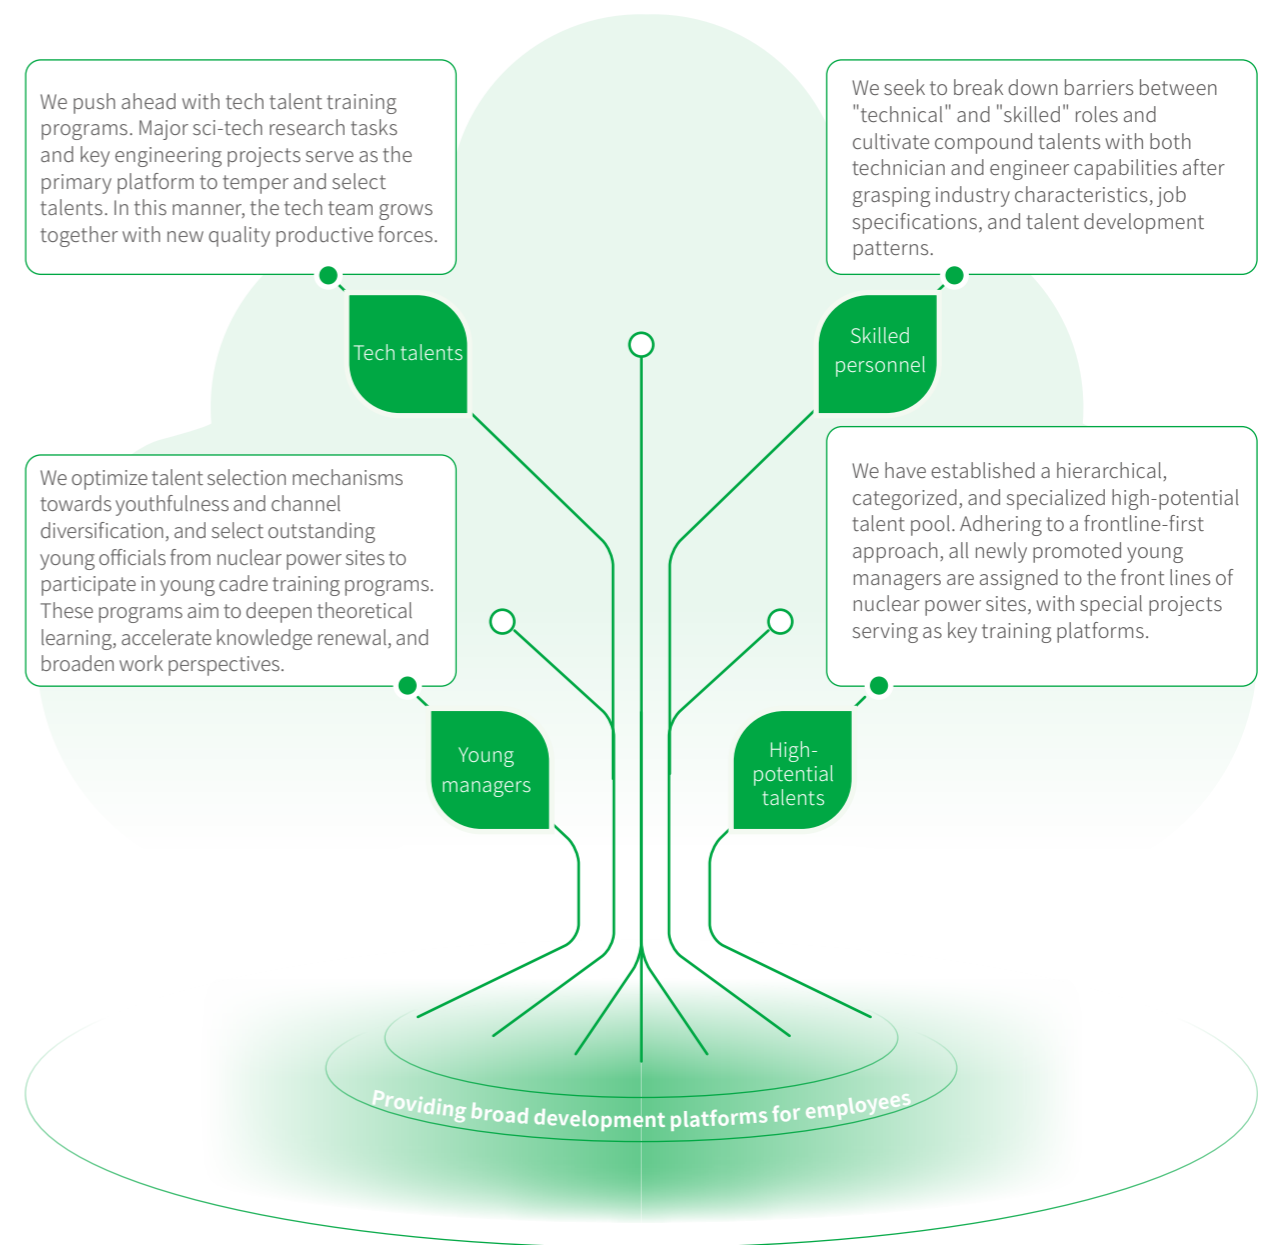 We push ahead with tech talent training
programs. Major sci-tech research tasks
and key engineering projects serve as the
primary platform to temper and select
talents. In this manner, the tech team grows
together with new quality productive forces.
Tech talents
We seek to break down barriers between
"technical" and "skilled" roles and
cultivate compound talents with both
technician and engineer capabilities after
grasping industry characteristics, job
specifications, and talent development
patterns.
Skilled
personnel
We optimize talent selection mechanisms
towards youthfulness and channel
diversification, and select outstanding
young officials from nuclear power sites to
participate in young cadre training programs.
These programs aim to deepen theoretical
learning, accelerate knowledge renewal, and
broaden work perspectives.
Young
managers
We have established a hierarchical,
categorized, and specialized high-potential
talent pool. Adhering to a frontline-first
approach, all newly promoted young
managers are assigned to the front lines of
nuclear power sites, with special projects
serving as key training platforms.
High-
potential
talents
Providing broad development platforms for employees